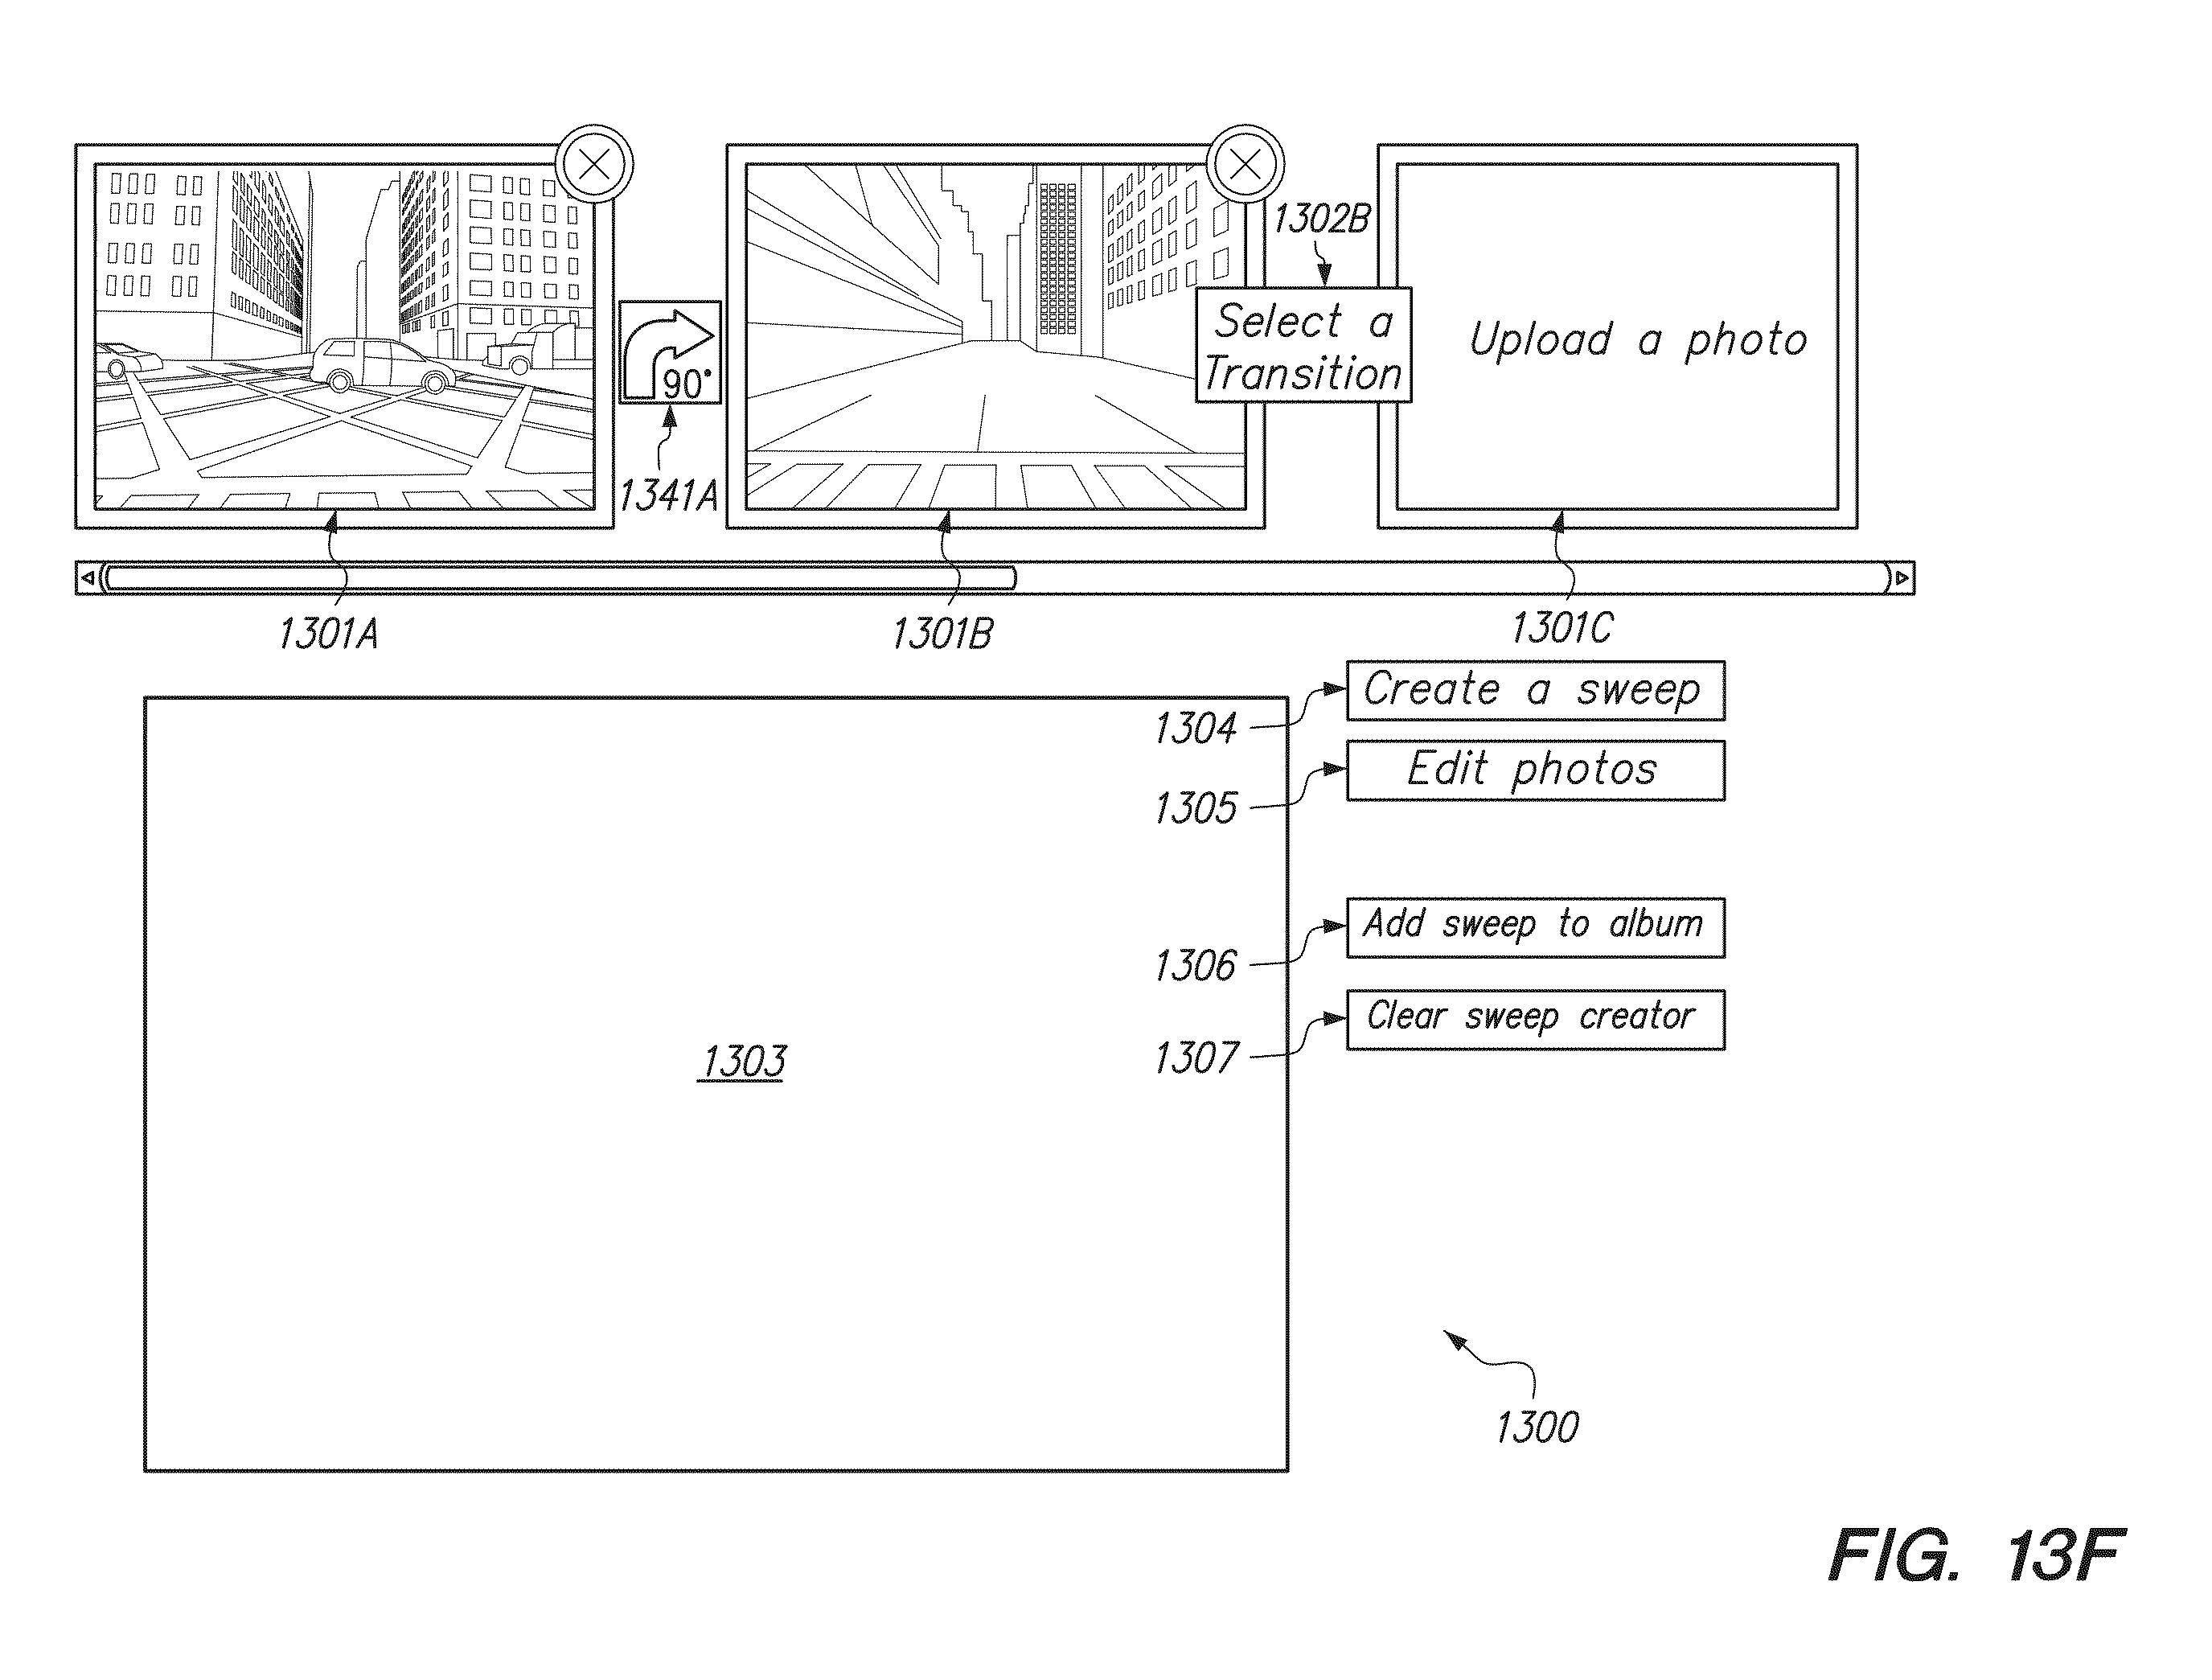 1302B
Select a
Transition
Upload a photo
90°
1341A
1301A
1301B
1301C
Create a sweep
1304
Edit photos
1305
Add sweep to album
1306
Clear sweep creator
1307
1303
1300
FIG. 13F